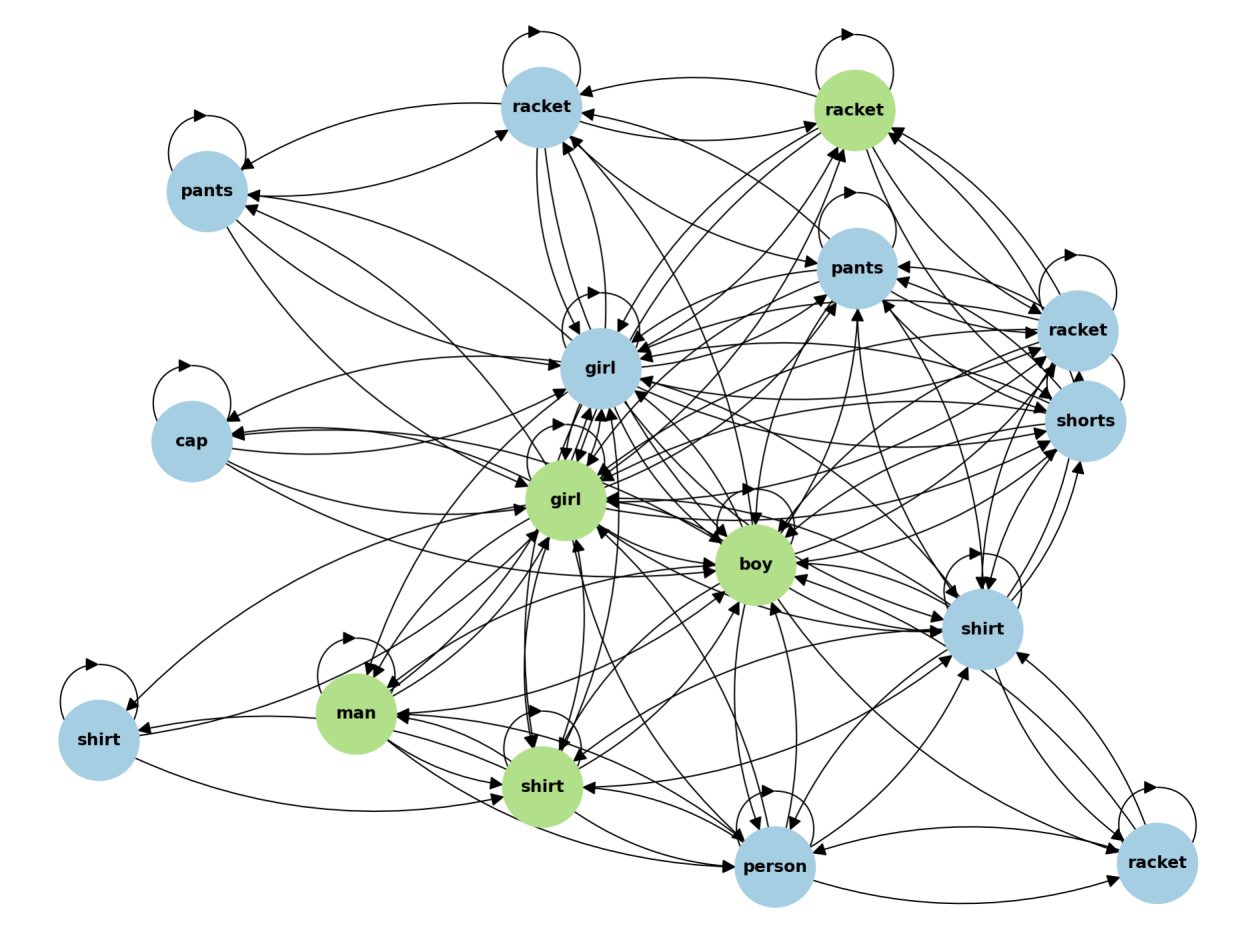 racket
racket
pants
pants
racket
girl
shorts
cap
girl
boy
shirt
man
shirt
shirt
person
racket